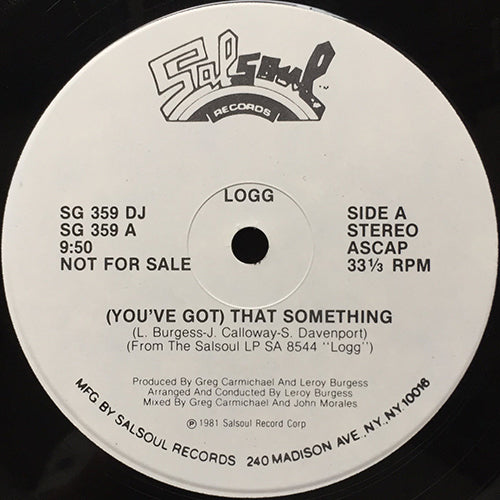 Salsoul
RECORDS
LOGG
SG 359 DJ
SG 359 A
9:50
NOT FOR SALE
SIDE A
STEREO
ASCAP
33⅓ RPM
(YOU'VE GOT) THAT SOMETHING
(L. Burgess-J. Calloway-S. Davenport)
(From The Salsoul LP SA 8544 "Logg")
Produced By Greg Carmichael And Leroy Burgess
Arranged And Conducted By Leroy Burgess
Mixed By Greg Carmichael And John Morales
℗ 1981 Salsoul Record Corp
MFG BY SALSOUL RECORDS 240 MADISON AVE. NY. NY 10016